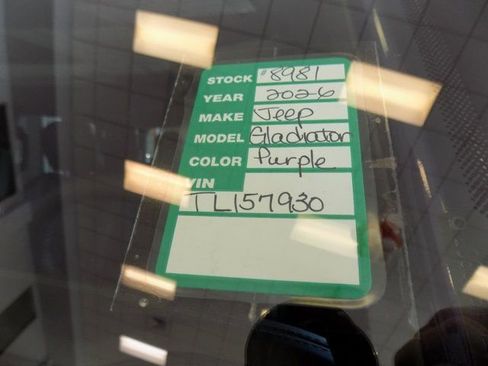 STOCK #8981
YEAR 2026
MAKE Jeep
MODEL Gladiator
COLOR Purple
VIN
TL157930